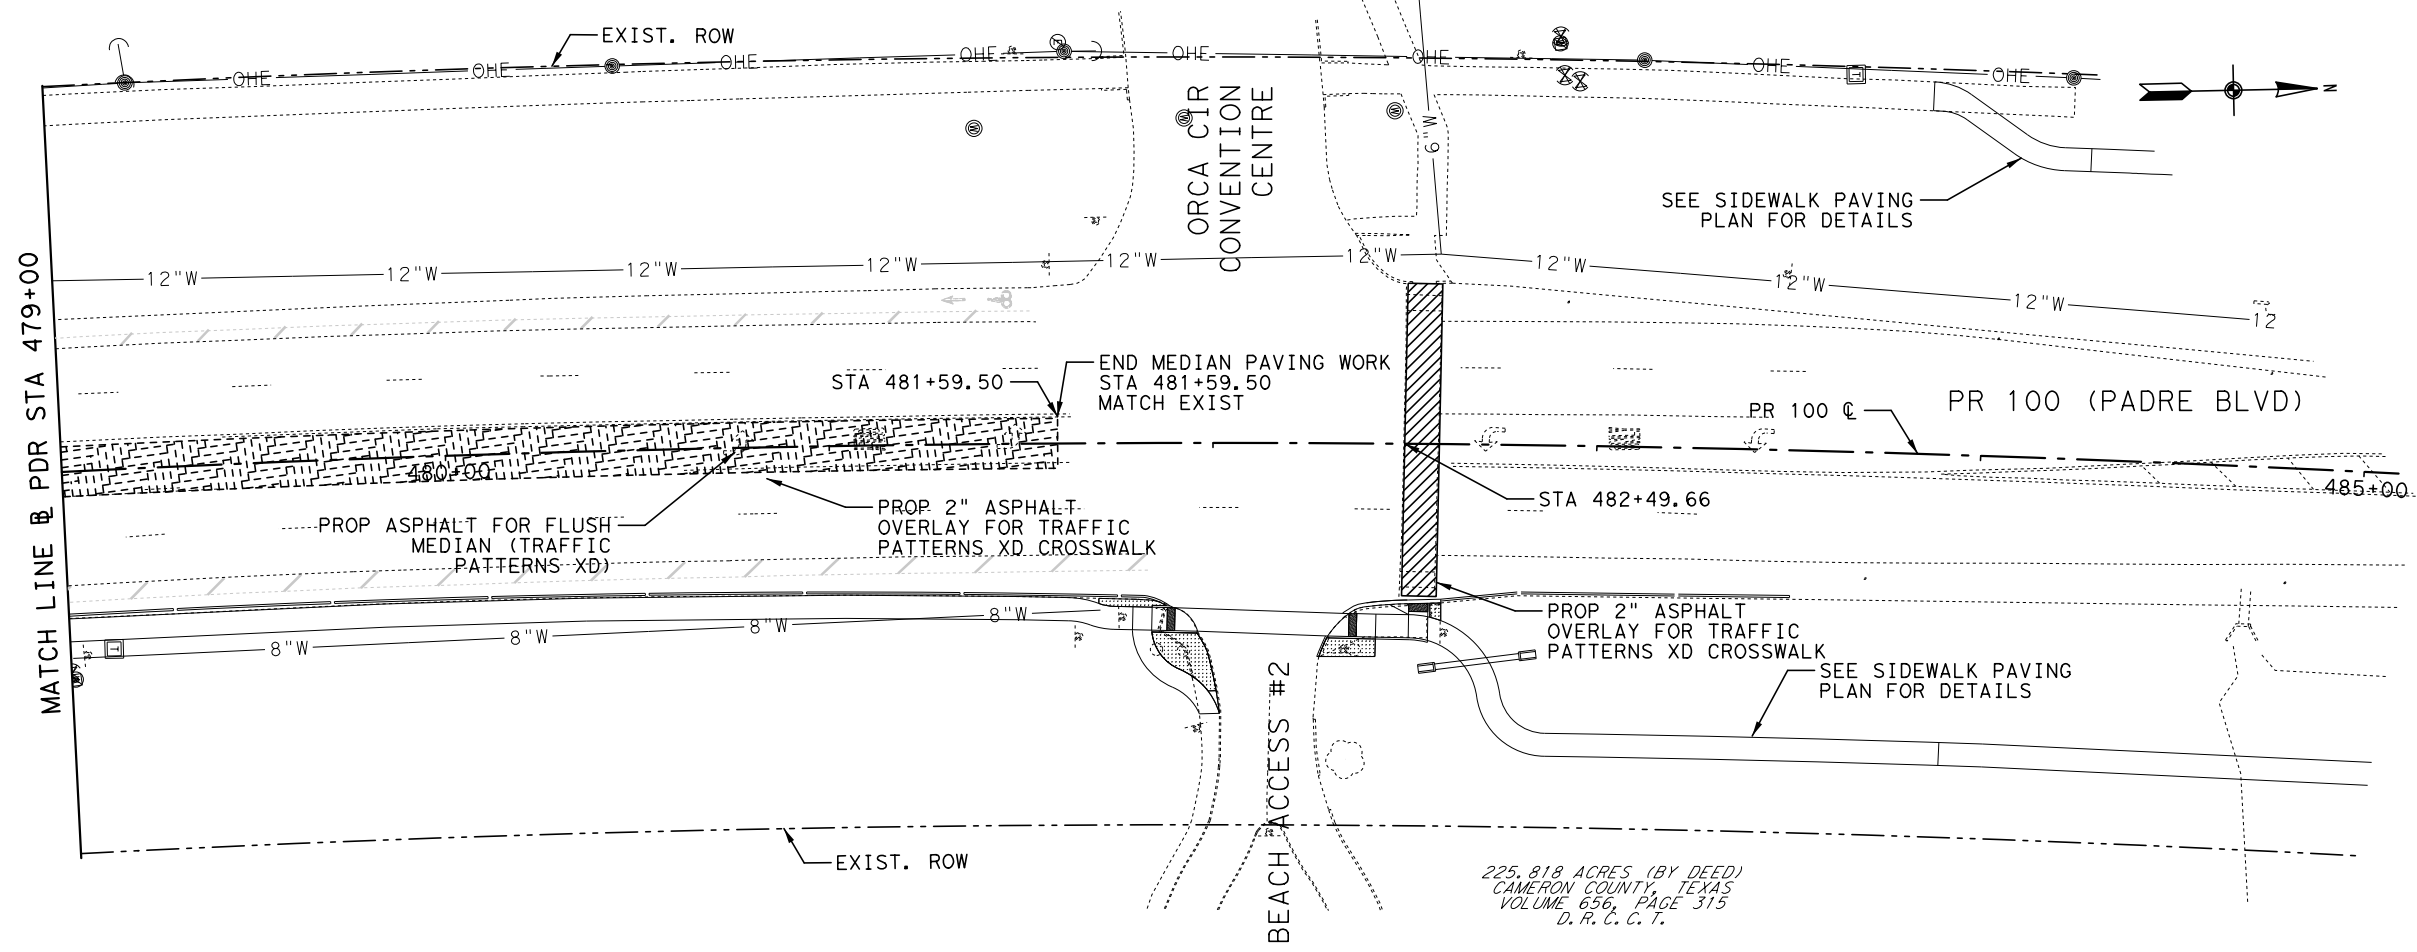 EXIST. ROW
OHE
OHE
OHE
OHE
OHE
OHE
OHE
OHE
T
N
W
W
W
6"W
ORCA CIR
CONVENTION
CENTRE
SEE SIDEWALK PAVING
PLAN FOR DETAILS
12"W
12"W
12"W
12"W
12"W
12"W
12"W
12"W
12"W
12
MATCH LINE BL PDR STA 479+00
STA 481+59.50
END MEDIAN PAVING WORK
STA 481+59.50
MATCH EXIST
PR 100 CL
PR 100 (PADRE BLVD)
480+00
485+00
STA 482+49.66
PROP ASPHALT FOR FLUSH
MEDIAN (TRAFFIC
PATTERNS XD)
PROP 2" ASPHALT
OVERLAY FOR TRAFFIC
PATTERNS XD CROSSWALK
PROP 2" ASPHALT
OVERLAY FOR TRAFFIC
PATTERNS XD CROSSWALK
8"W
8"W
8"W
8"W
T
SEE SIDEWALK PAVING
PLAN FOR DETAILS
BEACH ACCESS #2
EXIST. ROW
225.818 ACRES (BY DEED)
CAMERON COUNTY, TEXAS
VOLUME 656, PAGE 315
D.R.C.C.T.